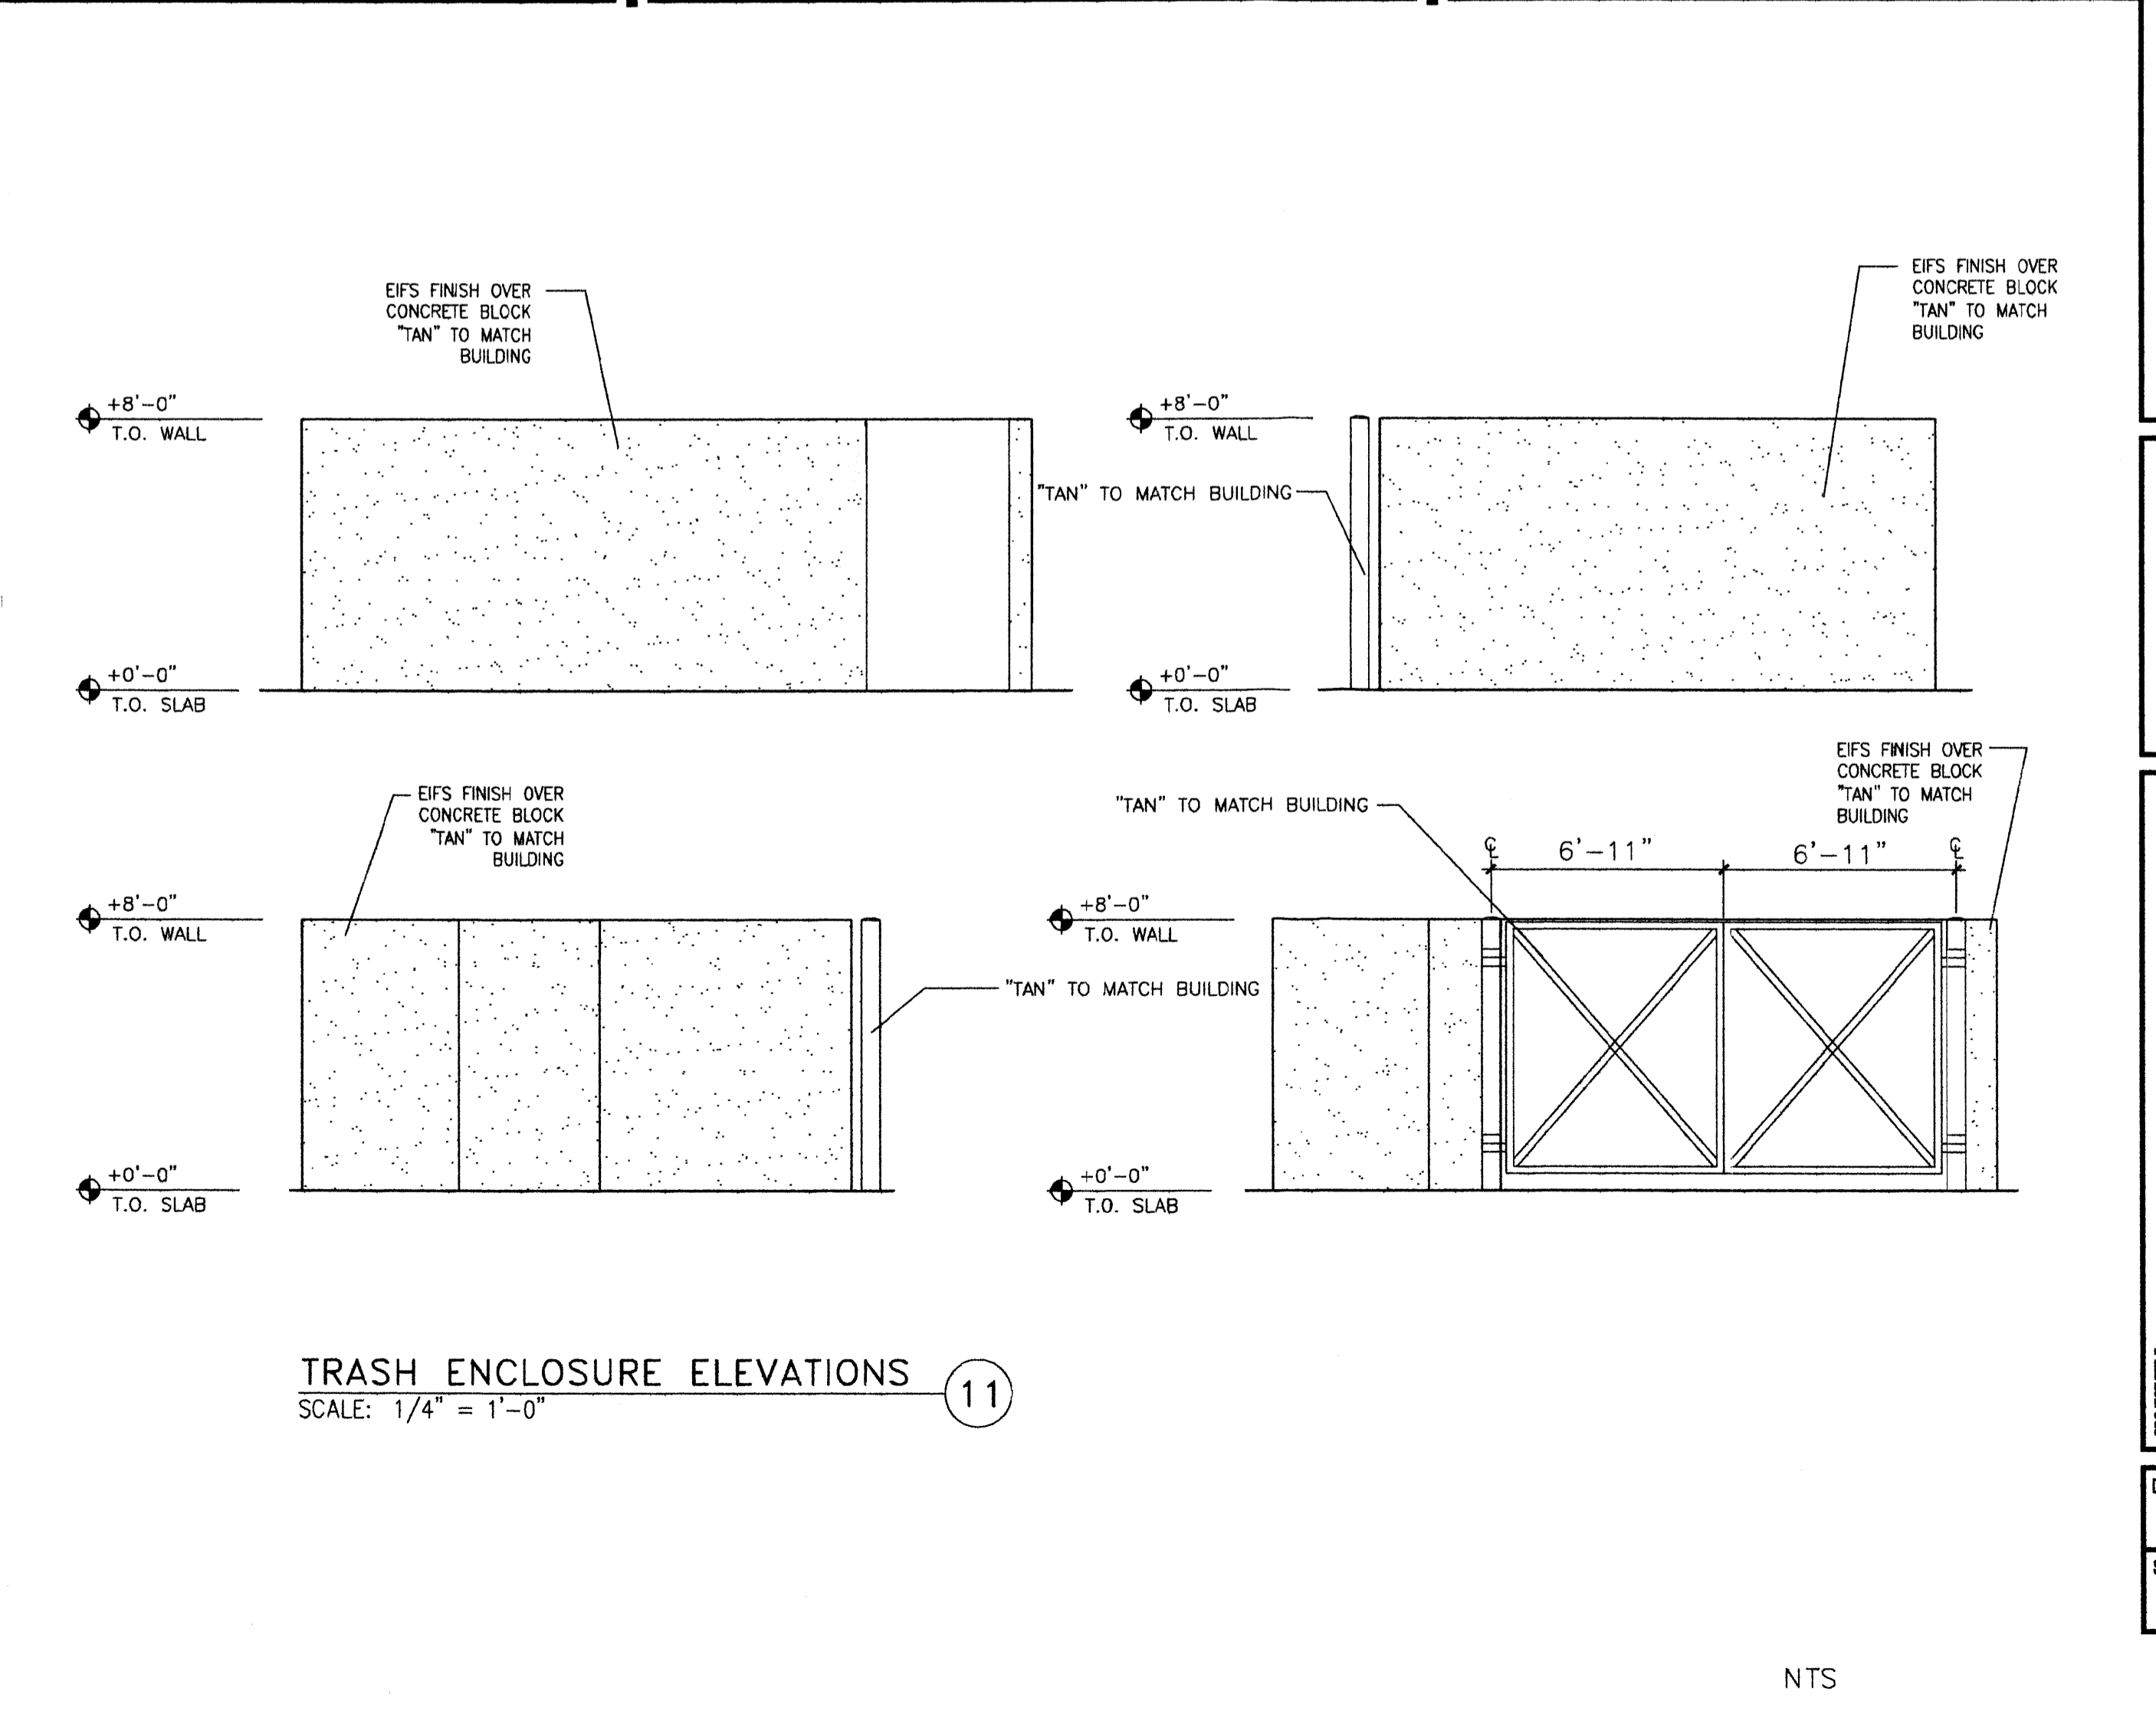 EIFS FINISH OVER
CONCRETE BLOCK
"TAN" TO MATCH
BUILDING
+8'-0"
T.O. WALL
+0'-0"
T.O. SLAB
EIFS FINISH OVER
CONCRETE BLOCK
"TAN" TO MATCH
BUILDING
+8'-0"
T.O. WALL
"TAN" TO MATCH BUILDING
+0'-0"
T.O. SLAB
EIFS FINISH OVER
CONCRETE BLOCK
"TAN" TO MATCH
BUILDING
+8'-0"
T.O. WALL
"TAN" TO MATCH BUILDING
+0'-0"
T.O. SLAB
EIFS FINISH OVER
CONCRETE BLOCK
"TAN" TO MATCH
BUILDING
"TAN" TO MATCH BUILDING
℄ 6'-11" 6'-11" ℄
+8'-0"
T.O. WALL
+0'-0"
T.O. SLAB
TRASH ENCLOSURE ELEVATIONS 11
SCALE: 1/4" = 1'-0"
NTS